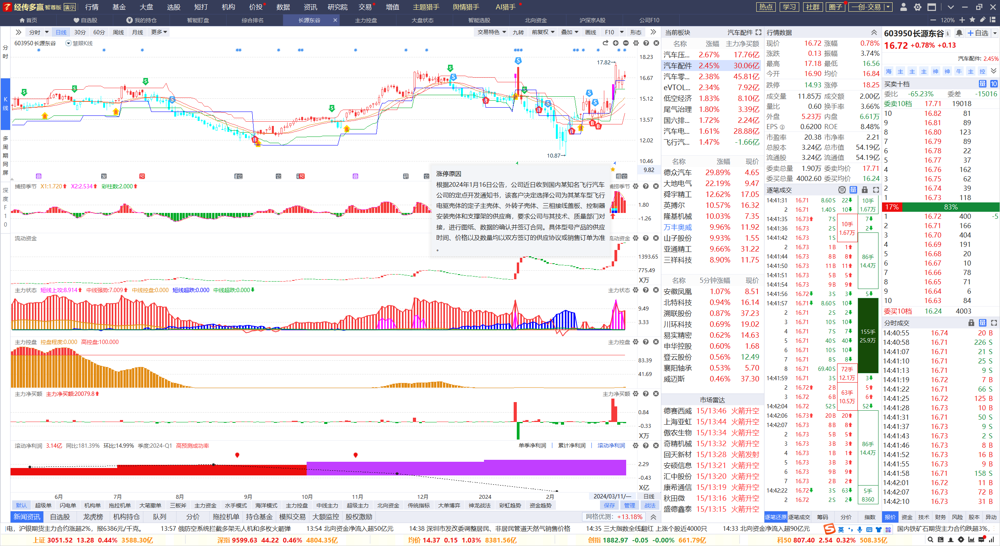 经传多赢 智尊版 演示 行情 基金 大盘 选股 短打 机构 价投 数据 资讯 研究院 交易 增值 主题猎手 舆情猎手 AI猎手 热点 学习 社群 圈子 一创-交易
首页 自选股 我的持仓 智能盯盘 综合排名 长源东谷 主力控盘 大盘状态 智能选股 北向资金 沪深京A股 公司F10 120%
分时 日线 30分 60分 周线 月线 更多 交易特色 九转 前复权 叠加 画线 F10 形态
603950长源东谷 慧眼K线
分时
K线
多周期同屏
深度F10
17.82→
10.87→
18.23
16.67
15.12
13.57
12.02
10.46
9.82
涨停原因
根据2024年1月16日公告，公司近日收到国内某知名飞行汽车
公司的定点开发通知书，该客户决定选择公司为其某车型飞行
电驱壳体的定子主壳体、外转子壳体、三相接线盖板、控制器
安装壳体和支撑架的供应商，要求公司与其技术、质量部门对
接，进行图纸、数据的确认并签订合同。具体型号产品的供应
时间、价格以及数量均以双方签订的供应协议或销售订单为准
。
捕捞季节 X1:1.720 X2:2.534 彩柱数:2.000 捕捞季节
1.80
-1.26
流动资金 流动资金
1393.65
775.49
X万
主力状态 短线上攻:8.914 中线强势:7.009 中线控盘:0.000 短线超跌:0.000 中线超跌:0.000 主力状态
9.49
3.33
主力控盘 控盘程度:0.000 高控盘:100.000 主力控盘
83.39
41.69
主力净买额 主力净买额:20079.8 主力净买额
0.84
-0.33
X万
滚动净利润 3.14亿 同比:181.39% 环比:14.99% 季度:2024-Q1 高预测成功率 单季净利润 累计净利润 滚动净利润
2.29
-0.43
X亿
6月 7月 8月 9月 10月 11月 12月 2024 2月 2024/03/11/一 日线
默认 超级单 闪电单 机构单 拖拉机单 大笔撤单 三板斧 主力资金 水手模式 海洋模式 主力控盘 中线主力 超级主力 北向资金 传统指标 大单博弈 神龙战法 彩虹趋势 资金趋势 保存 管理 战法
新闻资讯 自选股 龙虎榜 机构持仓 队列 分价 拖拉机单 持仓基金 模拟交易 大额监控 股权激励 网格优测: +13.18%
当前板块 汽车配件
名称 涨幅 主力净买额
汽车压... 2.67% 17.76亿
汽车配件 2.45% 30.06亿
汽车零... 2.38% 45.81亿
eVTOL... 2.34% 7.92亿
低空经济 1.83% 8.10亿
尾气治理 1.80% 3.39亿
国六排... 1.72% 2.24亿
汽车电... 1.61% 28.88亿
飞行汽... 1.47% -1.66亿
名称 涨幅 现价
德众汽车 29.89% 4.65
大地电气 22.19% 9.47
舜宇精工 12.62% 17.05
英搏尔 10.57% 16.32
隆基机械 10.03% 7.35
万丰奥威 9.96% 11.92
山子股份 9.93% 1.55
亚通精工 9.66% 31.22
三祥科技 8.90% 11.75
名称 5分钟涨幅 现价
安徽凤凰 1.07% 8.51
北特科技 0.94% 16.14
溯联股份 0.87% 37.23
川环科技 0.69% 19.02
易实精密 0.62% 14.63
申华控股 0.60% 1.68
登云股份 0.56% 12.49
襄阳轴承 0.53% 5.70
威迈斯 0.46% 37.30
市场雷达
德赛西威 15/13:46 火箭升空
上海亚虹 15/13:44 火箭升空
傲农生物 15/13:34 火箭升空
奇精机械 15/13:32 火箭升空
回天新材 15/13:28 火箭发射
安硕信息 15/13:21 火箭升空
汇中股份 15/13:20 火箭升空
康希通信 15/13:19 火箭升空
秋田微 15/13:16 火箭升空
盛德鑫泰 15/13:15 火箭升空
行情数据
现价 16.72 涨幅 0.78%
涨跌 0.13 振幅 3.74%
最高 17.18 最低 16.56
今开 16.90 均价 16.84
跌停 14.93 涨停 18.25
成交量 11.85万 成交额 2.00亿
量比 0.60 换手率 3.66%
外盘 5.23万 内盘 6.61万
EPS ③ 0.6200 ROE 8.48%
市盈率 20.38 市净率 2.21
总股本 3.24亿 总市值 54.19亿
流通股 3.24亿 流通值 54.19亿
委卖总量 1.90万 委卖均价 17.71
委买总量 4002.60 委买均价 16.24
逐笔成交 量
14:41:31 16.71 8.60 S 22 10手
2 16.71 1.40 S 10 1.67万
14:41:35 16.73 7 S 7
14:41:36 16.73 2 S 10手 2
14:41:42 16.73 1 S 1.67万
2 16.73 1 B 1
14:41:44 16.73 8 B 8 86手
14:41:50 16.73 11 B 11 14.4万
14:41:51 16.73 5 B 5
14:41:54 16.73 9 B 9
14:41:56 16.72 3 S 3 5
14:41:57 16.71 8.60 S 10
2 16.71 2 S 2
3 16.71 10 S 10
4 16.71 7 S 7 155手
5 16.71 40 S 40 25.9万
6 16.71 10 S 10
7 16.71 8 S 8
8 16.71 69.40 S 72手
14:41:59 16.71 3 S 12.1万 3
2 16.72 2 B 5
3 16.72 6 B 63手 10.5万 6
14:42:04 16.72 52 S 52
14:42:06 16.73 20 B 20
14:42:07 16.73 8 B 8
2 16.73 5 B 5
3 16.73 3 B 3 86手
4 16.73 1 B 1 14.4万
5 16.73 3 B 3
6 16.73 9 B 9
7 16.73 2 B 2
14:42:22 16.72 3 S 63 5手
2 16.72 2 S 2 8360
逐笔还原 逐笔成交 筹码 分价 指数
603950长源东谷 自选
16.72 +0.78% +0.13
汽车配件: 2.45%
海 主 主 主 神 神 牛 主 控
买卖十档 量 10
委比 -65.23% 委差 -15016
委卖10档 17.71 19018
10 16.82 81
9 16.81 89
8 16.80 123
7 16.79 89
6 16.78 22
5 16.77 37
4 16.76 162
3 16.75 62
2 16.74 39
1 16.73 118
17% 83%
1 16.72 400 -5
2 16.71 166
3 16.70 404
4 16.69 191
5 16.68 20
6 16.67 10
7 16.66 78
8 16.65 71
9 16.64 6
10 16.63 84
委买10档 16.24 4003
分时成交 量
14:40:55 16.74 20 B
14:40:58 16.71 226 S
14:41:07 16.71 21 S
14:41:10 16.71 25 S
14:41:13 16.71 9 S
14:41:19 16.72 7 B
14:41:22 16.71 66 S
14:41:25 16.72 125 B
14:41:28 16.73 10 B
14:41:31 16.71 50 S
14:41:37 16.73 9 S
14:41:43 16.73 2 S
14:41:46 16.73 8 B
14:41:52 16.73 16 B
14:41:55 16.73 9 B
14:41:58 16.71 158 S
14:42:01 16.72 11 B
14:42:07 16.73 72 B
14:42:10 16.73 31 B
报价 资金 技术 财务 风险 股本 异动
电，沪银期货主力合约涨超2%，报6386元/千克。 13:57 俄防空系统拦截多架无人机和多枚火箭弹 13:54 北向资金净流入超50亿元 14:38 深圳市发改委调整居民、非居民管道天然气销售价格 14:35 三大指数全线翻红 上涨个股近4000只 14:33 北向资金净流入超90亿元 英 国内铁矿石期货主力合约跌超3%，
上证 3051.52 13.28 0.44% 3588.30亿 深指 9599.63 44.22 0.46% 4804.35亿 均价 14.37 0.15 1.03% 8381.56亿 创指 1882.97 -0.05 -0.00% 661.79亿 科50 807.40 2.54 0.32% 508.35亿